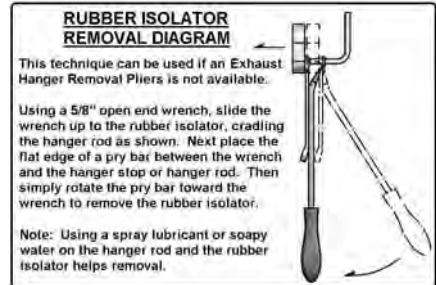 RUBBER ISOLATOR
REMOVAL DIAGRAM
This technique can be used if an Exhaust
Hanger Removal Pliers is not available.
Using a 5/8" open end wrench, slide the
wrench up to the rubber isolator, cradling
the hanger rod as shown. Next place the
flat edge of a pry bar between the wrench
and the hanger stop or hanger rod. Then
simply rotate the pry bar toward the
wrench to remove the rubber isolator.
Note: Using a spray lubricant or soapy
water on the hanger rod and the rubber
isolator helps removal.